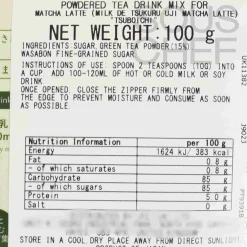 POWDERED TEA DRINK MIX FOR
MATCHA LATTE (MILK DE TSUKURU UJI MATCHA LATTE)
"TSUBOICHI"
NET WEIGHT:100 g
INGREDIENTS:SUGAR,GREEN TEA POWDER(15%)
WASABON FINE-GRAINED SUGAR
INSTRUCTIONS OF USE: SPOON 2 TEASPOONS(10G) INTO
A CUP. ADD 100~120ML OF HOT OR COLD MILK OR SOY
DRINK
ONCE OPENED: CLOSE THE ZIPPER FIRMLY FROM
THE EDGE TO PREVENT MOISTURE AND CONSUME AS SOON
AS POSSIBLE.
Nutrition Information per 100 g
Energy 1624 kJ/ 383 kcal
Fat 0.8 g
- of which saturates 0.8 g
Carbohydrate 85 g
- of which sugars 85 g
Protein 5.0 g
Salt 0 g
STORE IN A COOL DRY PLACE AWAY FROM DIRECT SUNLIGHT
UK11382
J9023